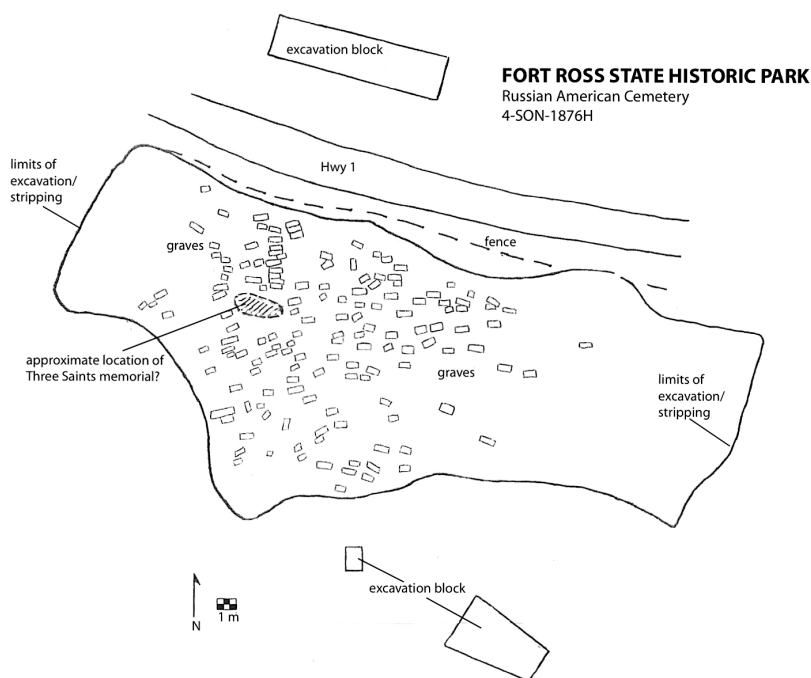 excavation block
FORT ROSS STATE HISTORIC PARK
Russian American Cemetery
4-SON-1876H
limits of
excavation/
stripping
Hwy 1
graves
fence
approximate location of
Three Saints memorial?
graves
limits of
excavation/
stripping
excavation block
N
1 m